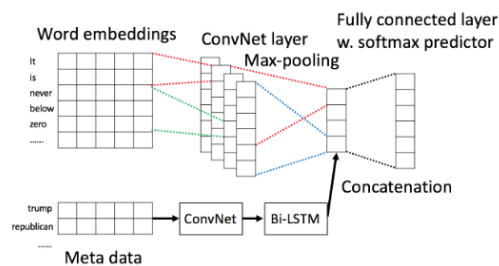 Word embeddings
ConvNet layer
Max-pooling
Fully connected layer
w. softmax predictor
It
is
never
below
zero
......
Concatenation
trump
republican
......
ConvNet
Bi-LSTM
Meta data